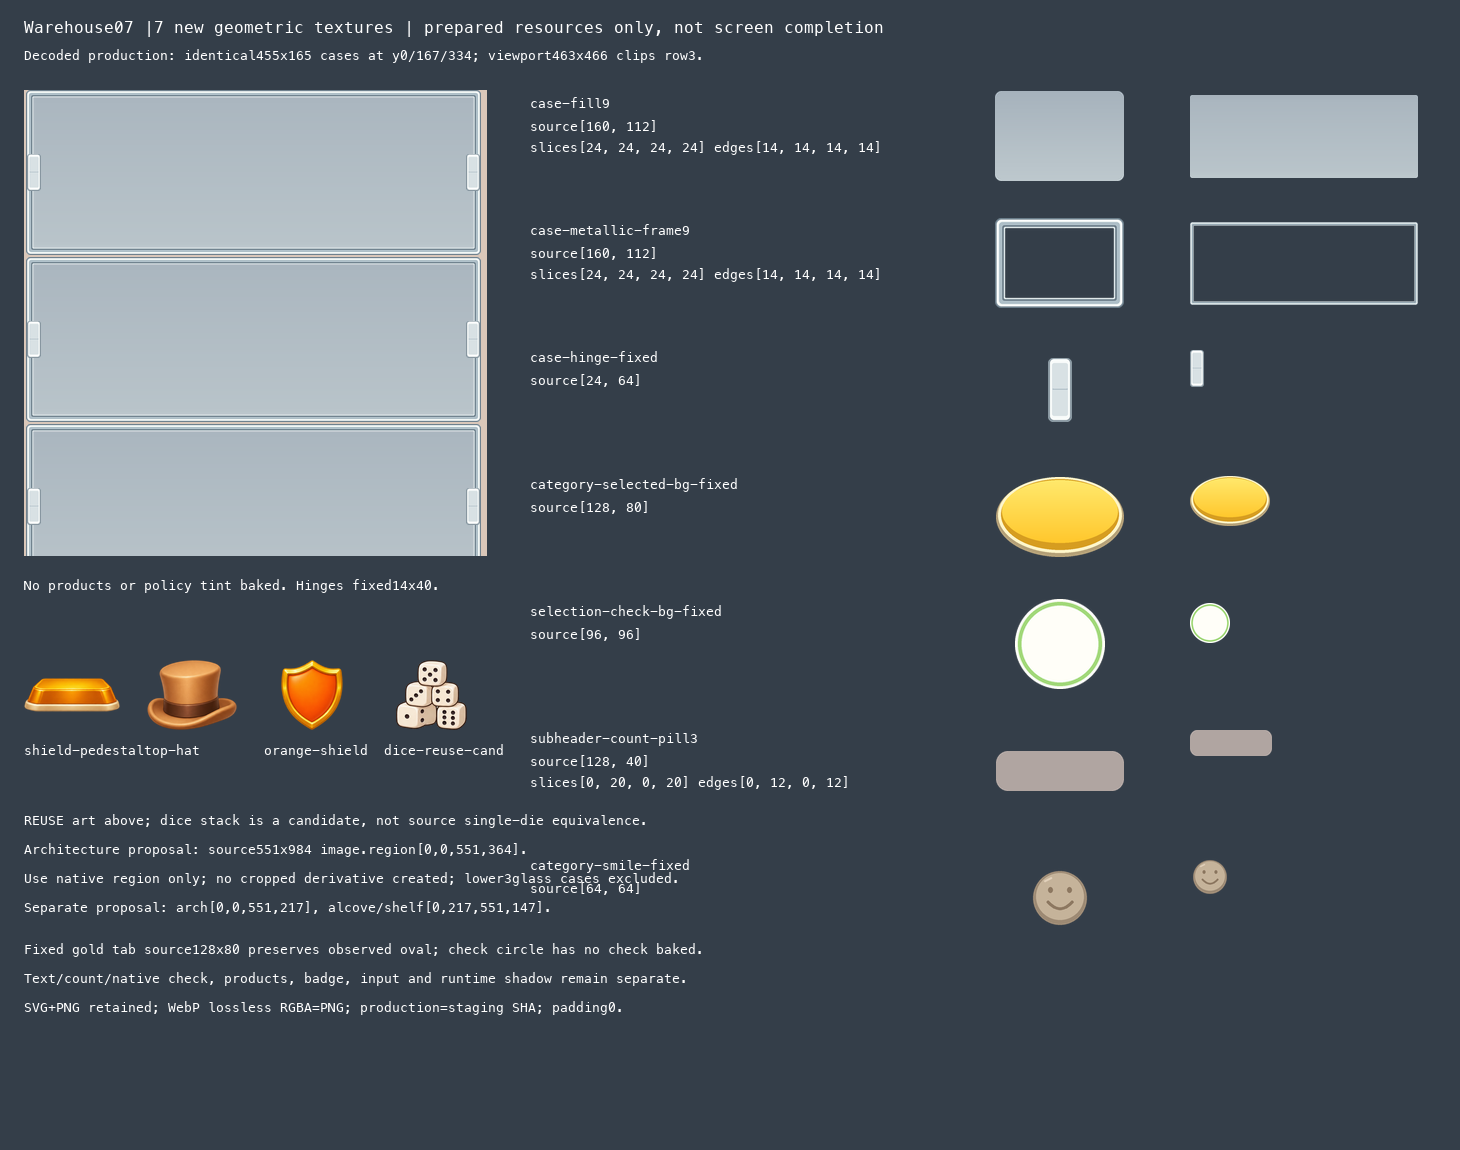 Warehouse07 |7 new geometric textures | prepared resources only, not screen completion
Decoded production: identical455x165 cases at y0/167/334; viewport463x466 clips row3.
case-fill9
source[160, 112]
slices[24, 24, 24, 24] edges[14, 14, 14, 14]
case-metallic-frame9
source[160, 112]
slices[24, 24, 24, 24] edges[14, 14, 14, 14]
case-hinge-fixed
source[24, 64]
category-selected-bg-fixed
source[128, 80]
No products or policy tint baked. Hinges fixed14x40.
selection-check-bg-fixed
source[96, 96]
shield-pedestaltop-hat
orange-shield
dice-reuse-cand
subheader-count-pill3
source[128, 40]
slices[0, 20, 0, 20] edges[0, 12, 0, 12]
REUSE art above; dice stack is a candidate, not source single-die equivalence.
Architecture proposal: source551x984 image.region[0,0,551,364].
category-smile-fixed
Use native region only; no cropped derivative created; lower3glass cases excluded.
source[64, 64]
Separate proposal: arch[0,0,551,217], alcove/shelf[0,217,551,147].
Fixed gold tab source128x80 preserves observed oval; check circle has no check baked.
Text/count/native check, products, badge, input and runtime shadow remain separate.
SVG+PNG retained; WebP lossless RGBA=PNG; production=staging SHA; padding0.